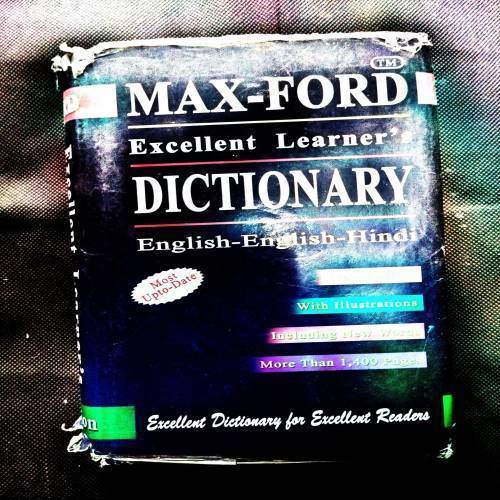 MAX-FORD
TM
Excellent Learner's
DICTIONARY
English-English-Hindi
Most
Upto-Date
With Illustrations
Including New Words
More Than 1,400 Pages
Excellent Dictionary for Excellent Readers
Excellent